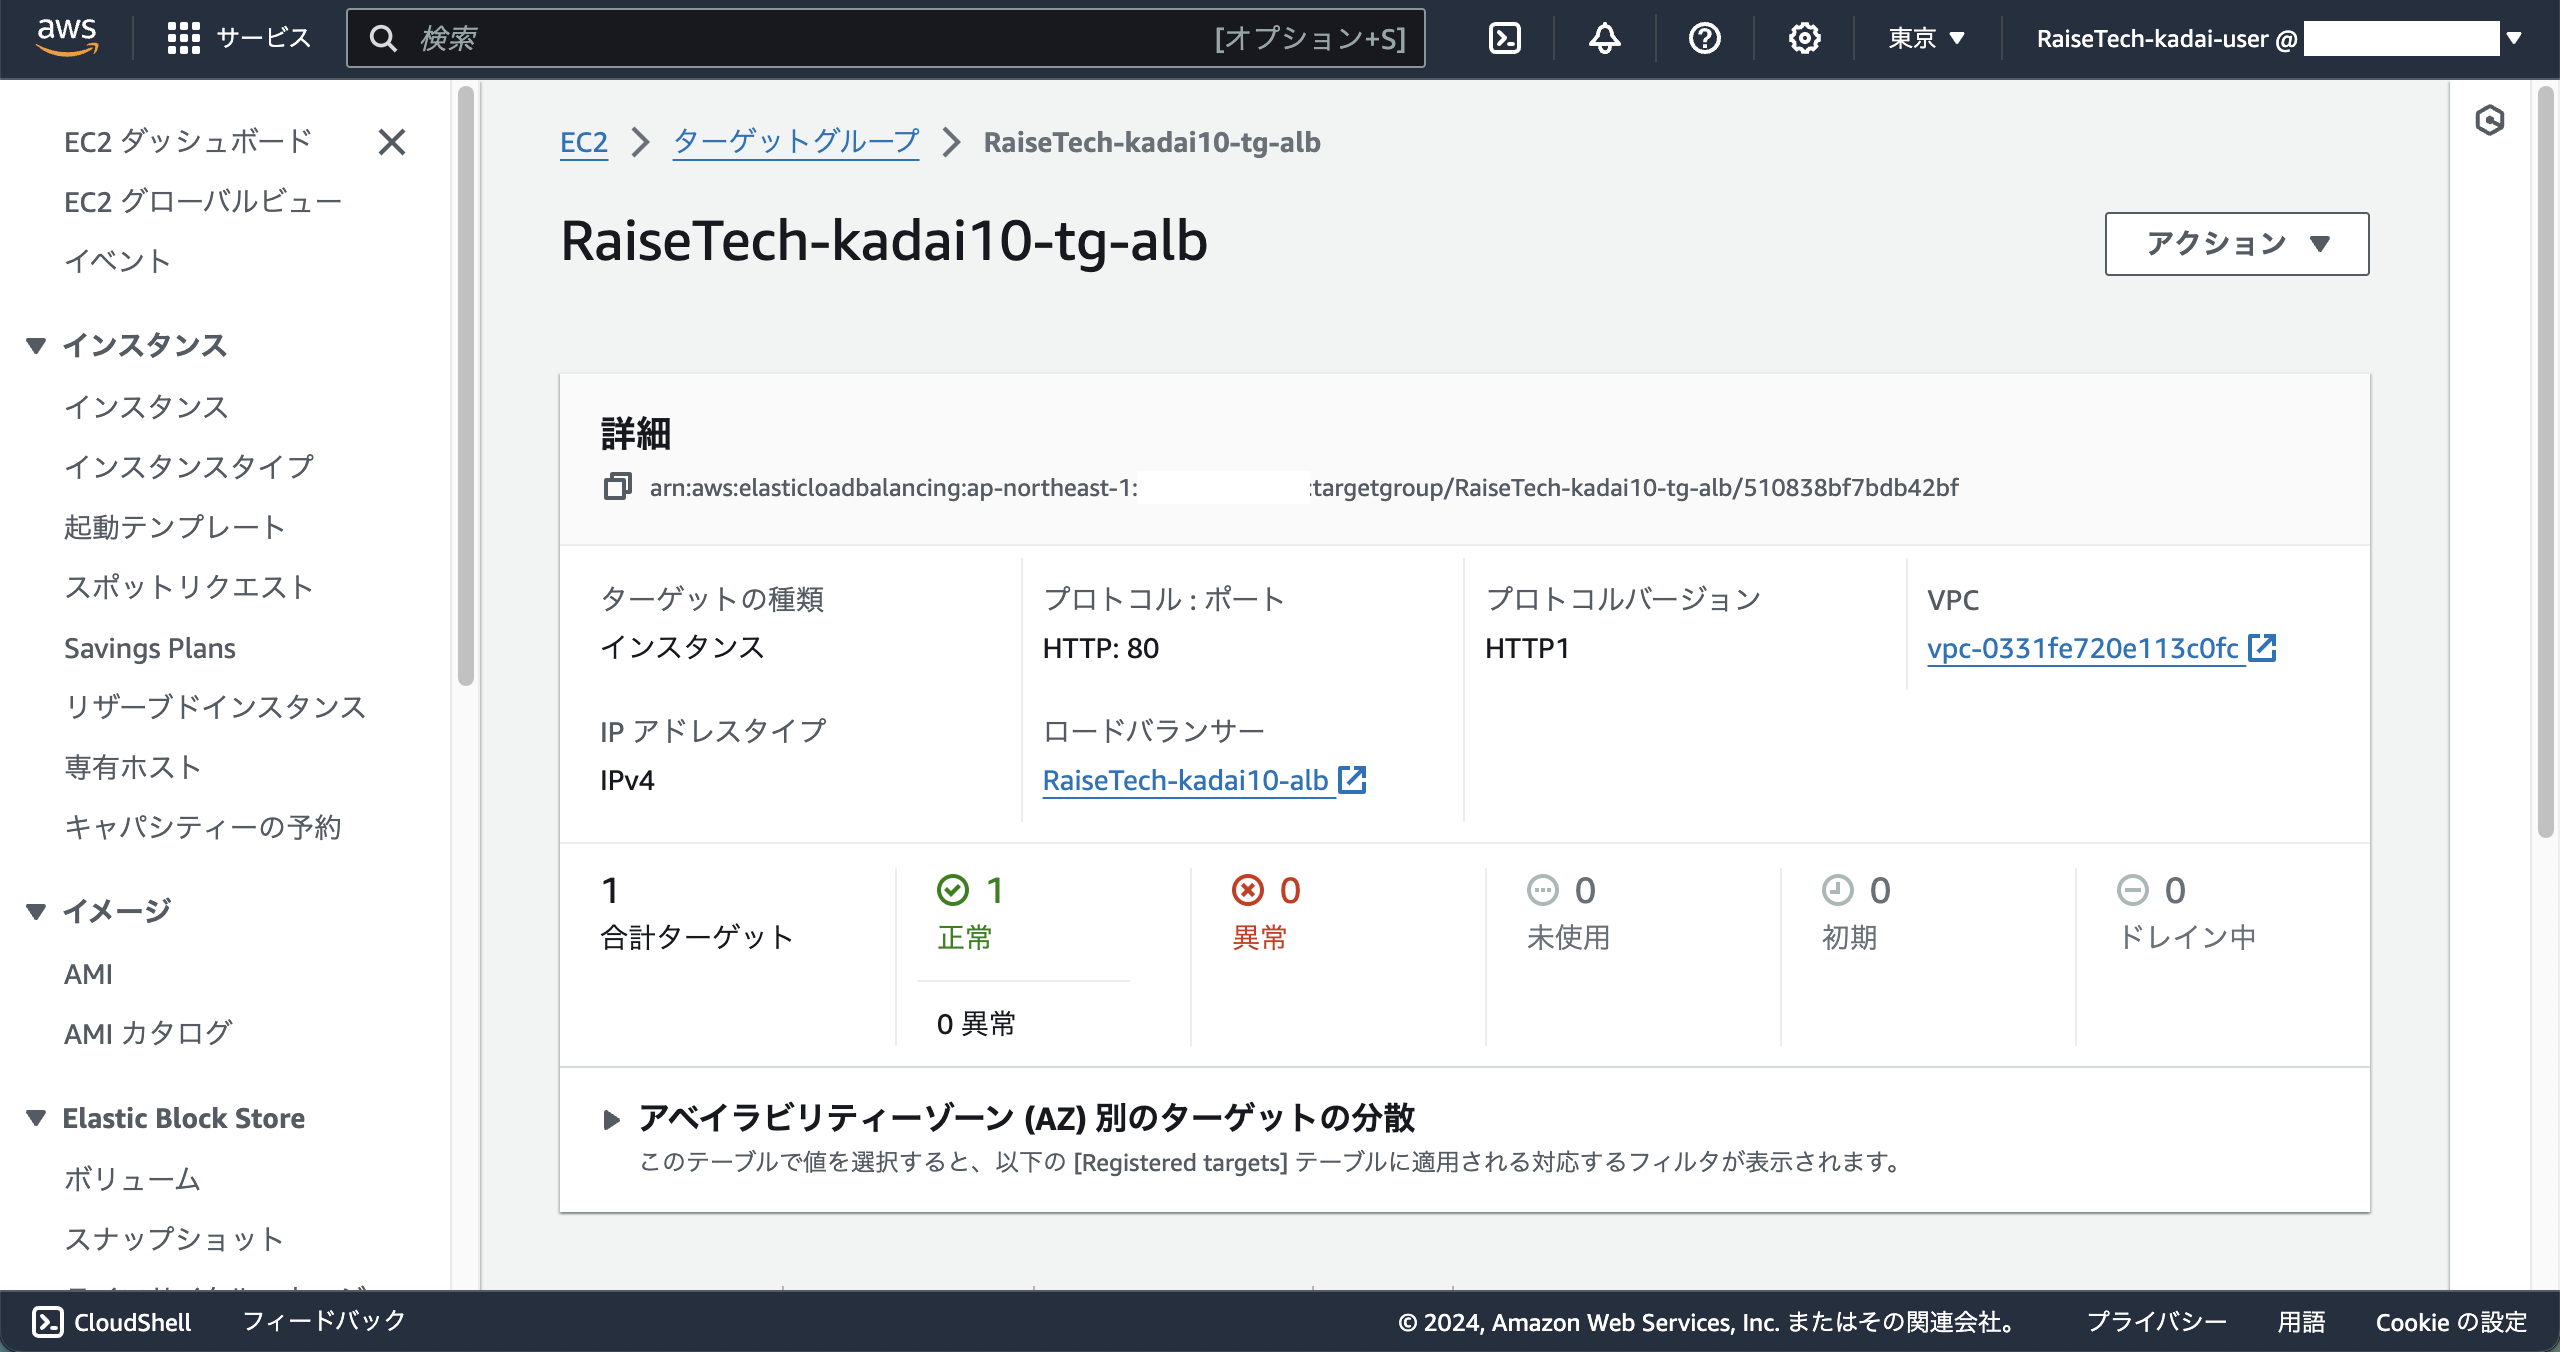 aws サービス 検索 [オプション+S] 東京 RaiseTech-kadai-user @
EC2 ダッシュボード
EC2 グローバルビュー
イベント
インスタンス
インスタンス
インスタンスタイプ
起動テンプレート
スポットリクエスト
Savings Plans
リザーブドインスタンス
専有ホスト
キャパシティーの予約
イメージ
AMI
AMI カタログ
Elastic Block Store
ボリューム
スナップショット
EC2 ターゲットグループ RaiseTech-kadai10-tg-alb
RaiseTech-kadai10-tg-alb
アクション
詳細
arn:aws:elasticloadbalancing:ap-northeast-1: :targetgroup/RaiseTech-kadai10-tg-alb/510838bf7bdb42bf
ターゲットの種類
インスタンス
プロトコル : ポート
HTTP: 80
プロトコルバージョン
HTTP1
VPC
vpc-0331fe720e113c0fc
IP アドレスタイプ
IPv4
ロードバランサー
RaiseTech-kadai10-alb
1
合計ターゲット
1
正常
0 異常
0
異常
0
未使用
0
初期
0
ドレイン中
アベイラビリティーゾーン (AZ) 別のターゲットの分散
このテーブルで値を選択すると、以下の [Registered targets] テーブルに適用される対応するフィルタが表示されます。
CloudShell フィードバック © 2024, Amazon Web Services, Inc. またはその関連会社。 プライバシー 用語 Cookie の設定